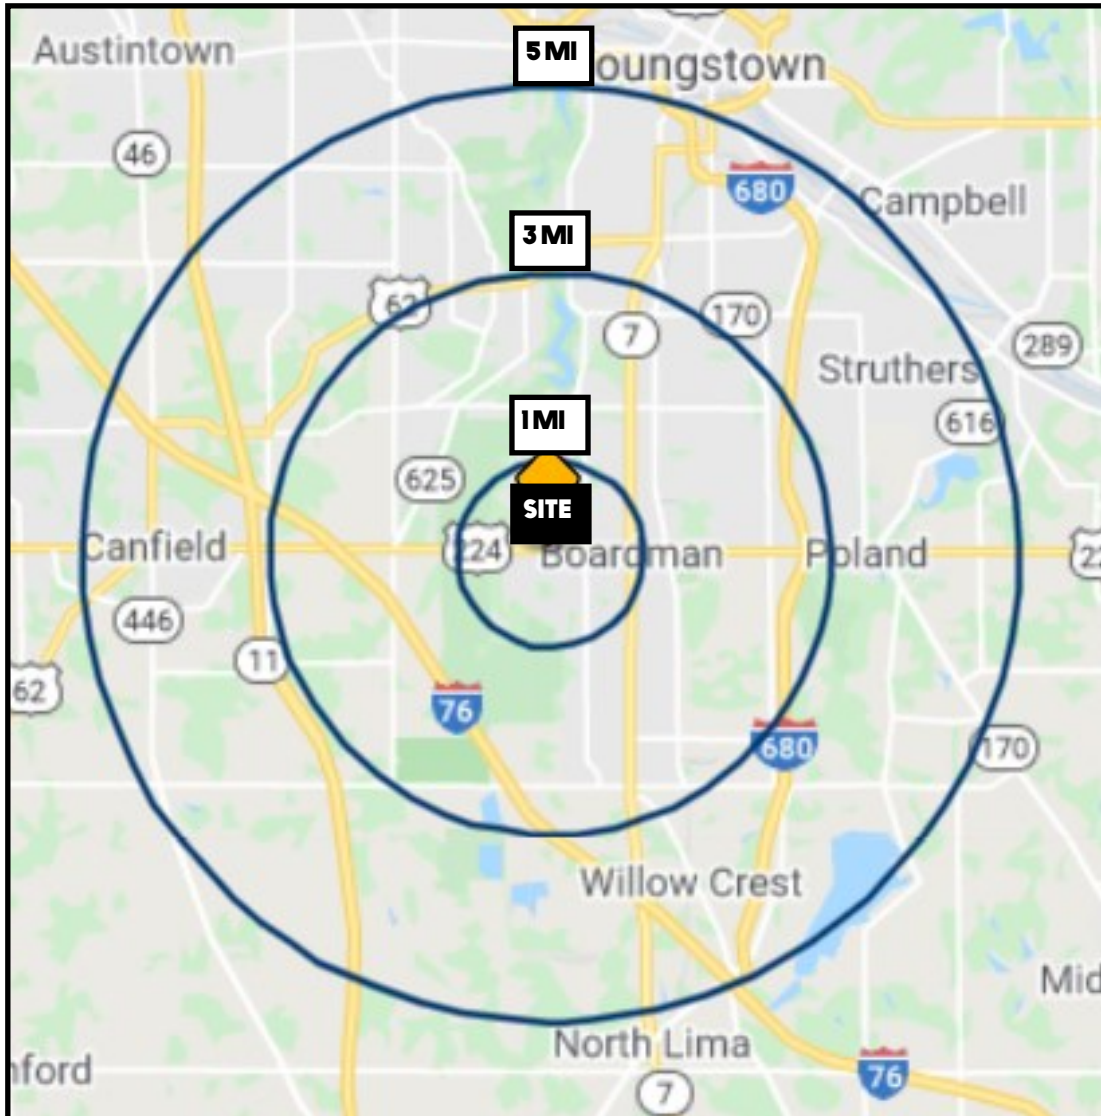 Austintown
5 MI
oungstown
46
680
Campbell
3 MI
62
170
7
289
Struthers
1 MI
616
625
SITE
Canfield
224
Boardman
Poland
22
446
11
62
76
680
170
Willow Crest
Mid
North Lima
nford
76
7